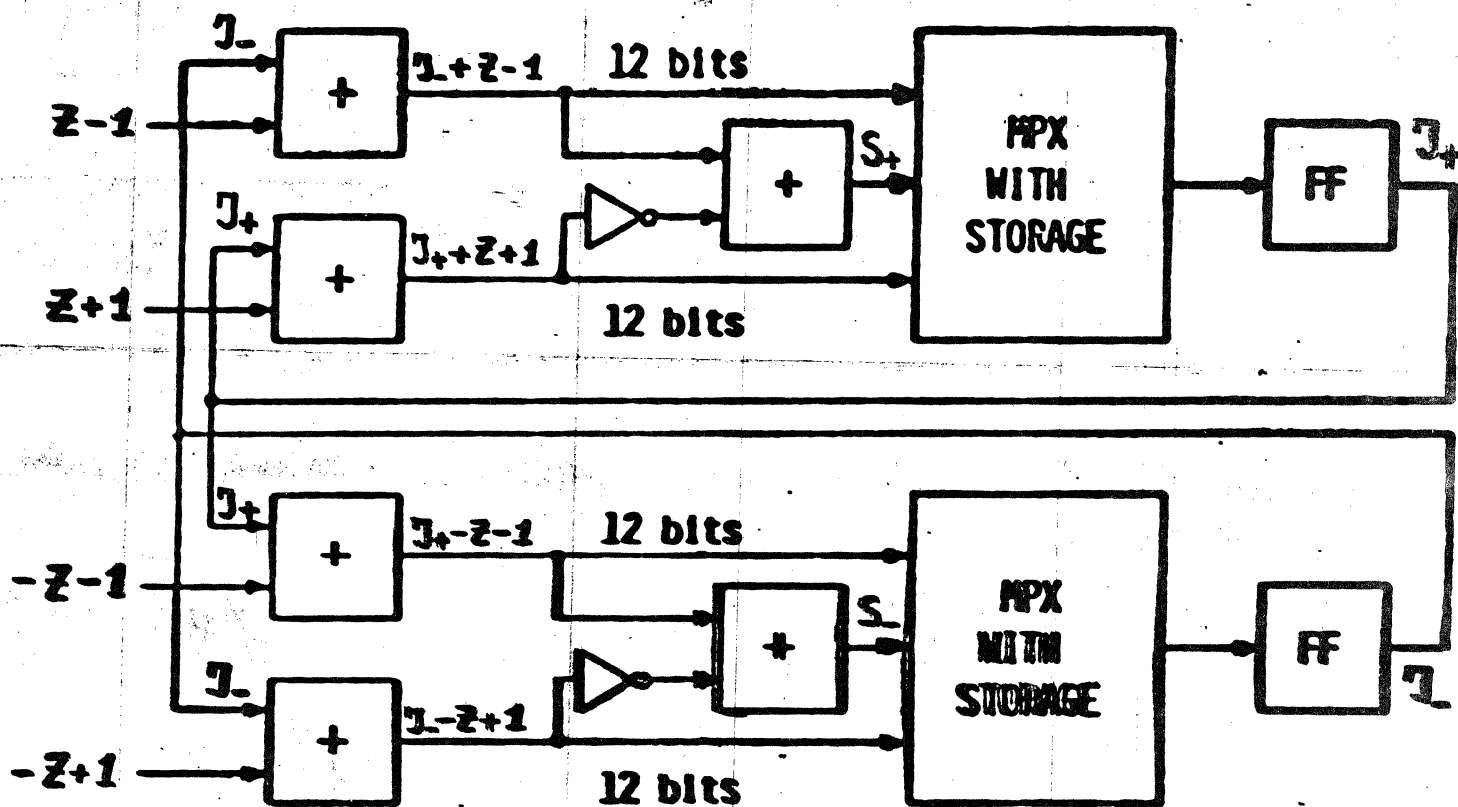 J-
J-+Z-1
12 bits
Z-1
+
MPX
WITH
STORAGE
S+
+
FF
J+
J+
J++Z+1
Z+1
+
12 bits
J+
J+-Z-1
12 bits
-Z-1
+
MPX
WITH
STORAGE
S-
+
FF
J-
J-
J--Z+1
-Z+1
+
12 bits